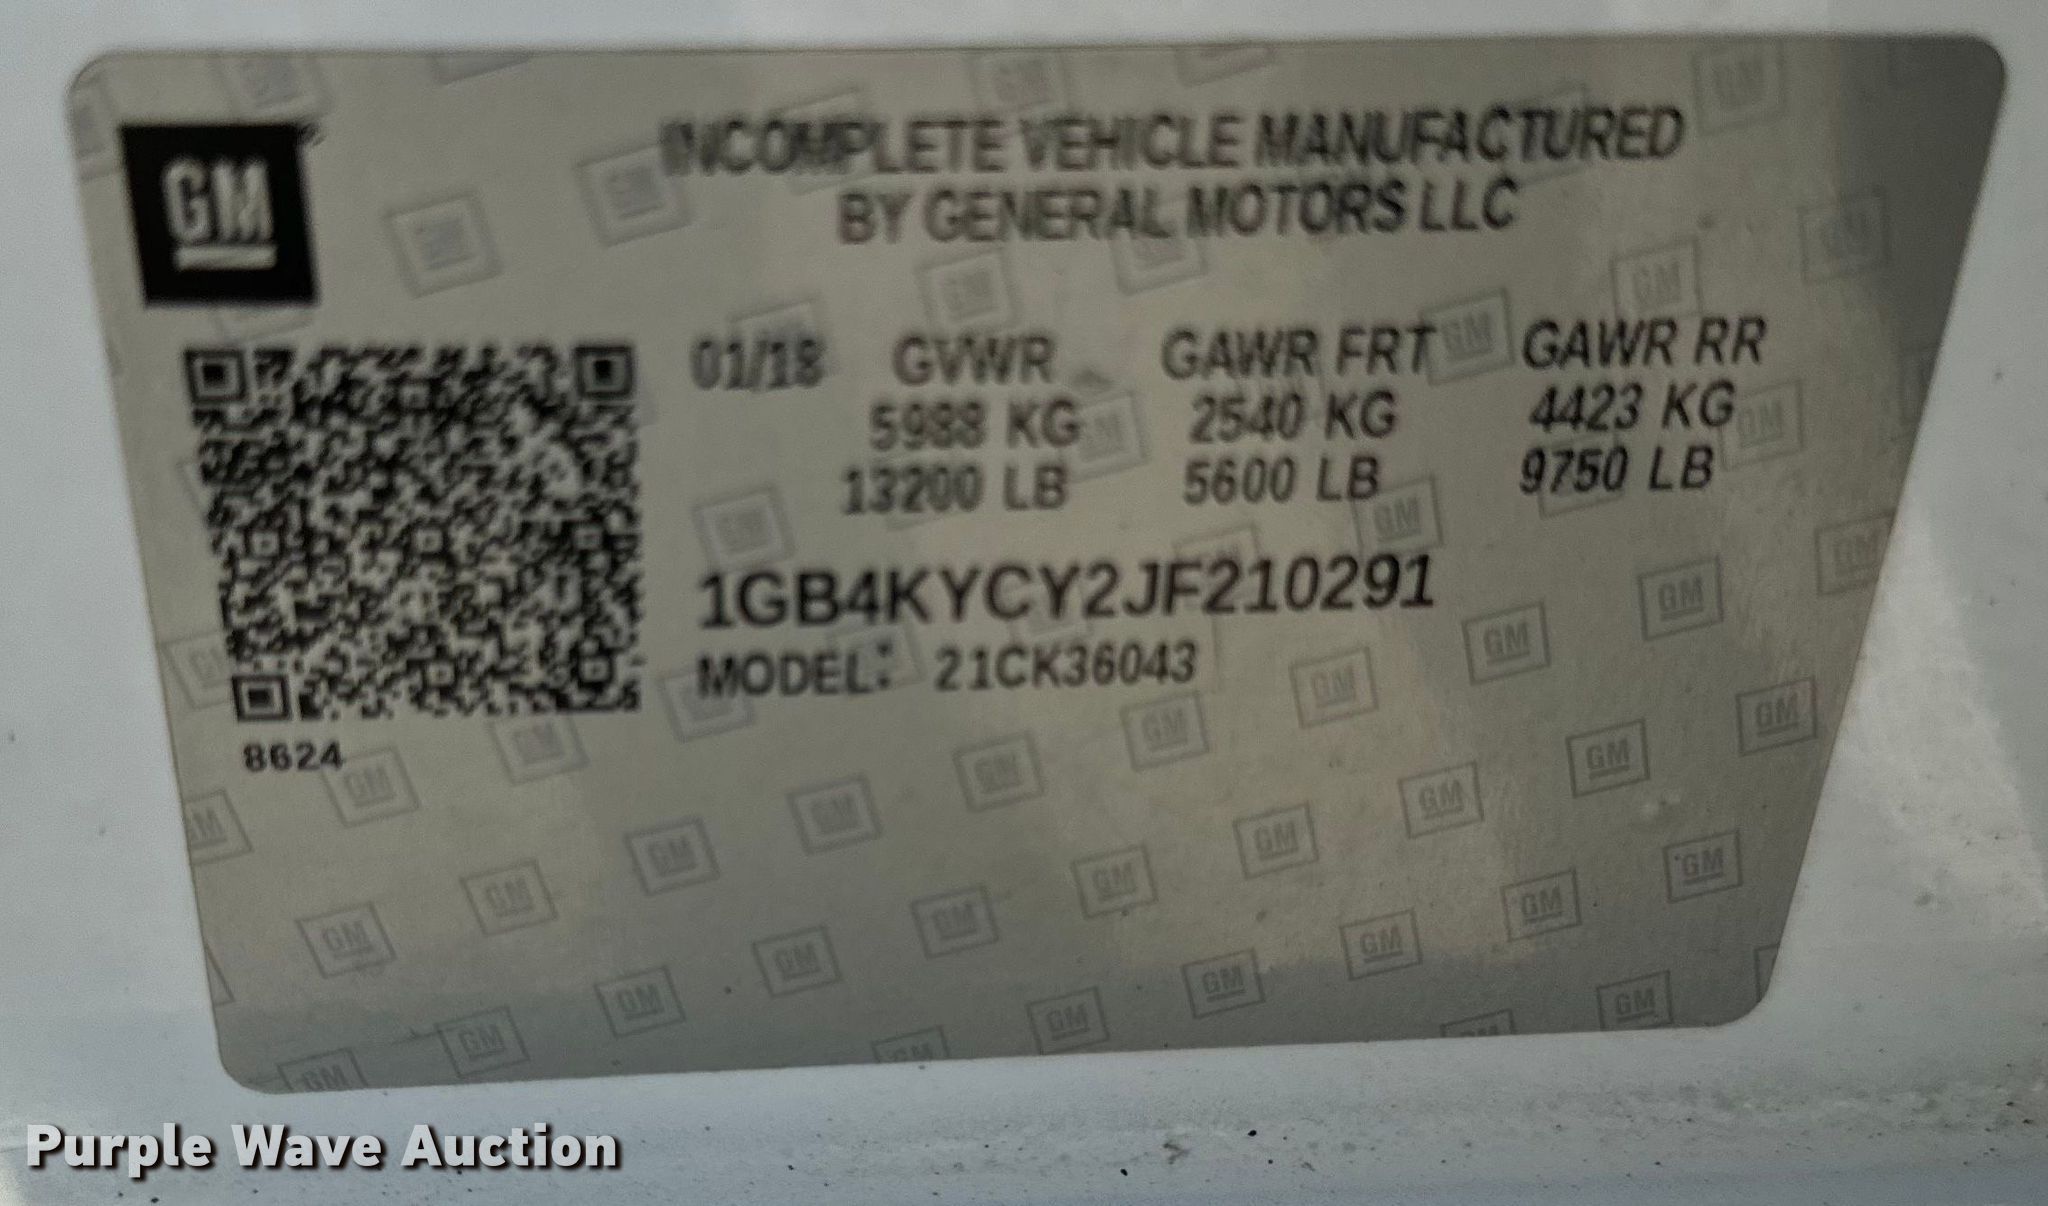 GM
INCOMPLETE VEHICLE MANUFACTURED
BY GENERAL MOTORS LLC
01/18 GVWR GAWR FRT GAWR RR
5988 KG 2540 KG 4423 KG
13200 LB 5600 LB 9750 LB
1GB4KYCY2JF210291
MODEL: 21CK36043
8624
Purple Wave Auction